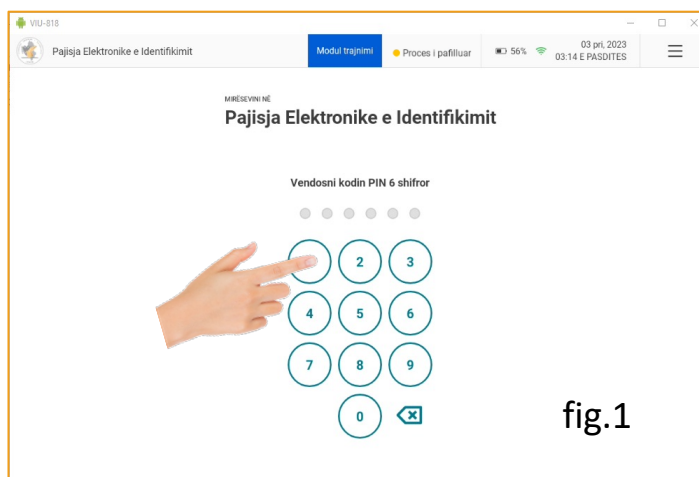 VIU-818
Pajisja Elektronike e Identifikimit
Modul trajnimi
Proces i pafilluar
56%
03 pri, 2023
03:14 E PASDITES
MIRËSEVINI NË
Pajisja Elektronike e Identifikimit
Vendosni kodin PIN 6 shifror
2 3
4 5 6
7 8 9
0
fig.1